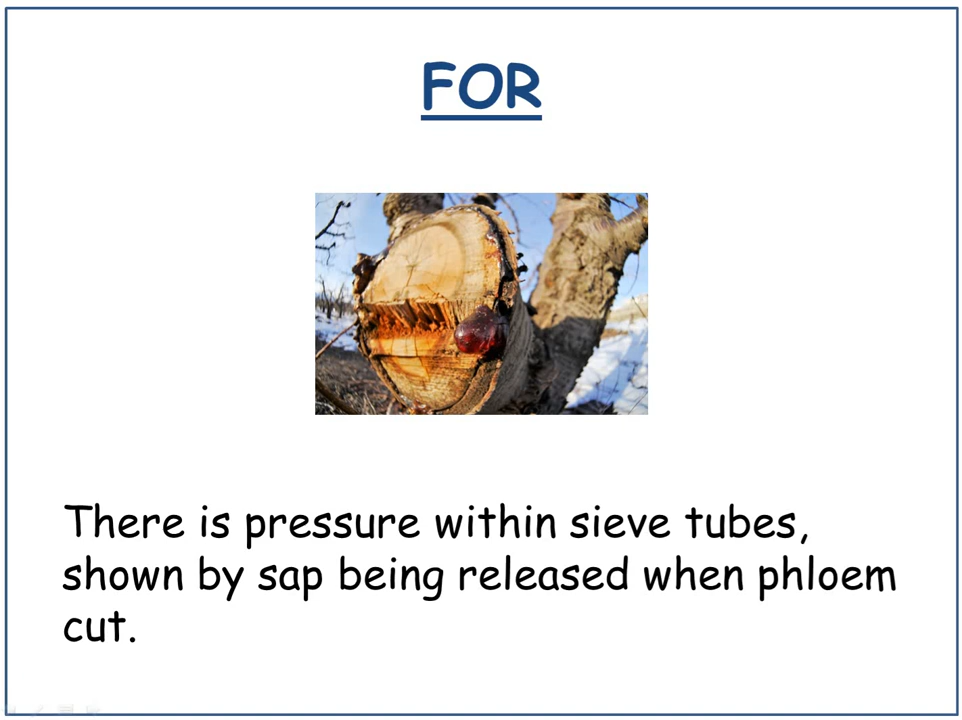 FOR
There is pressure within sieve tubes,
shown by sap being released when phloem
cut.